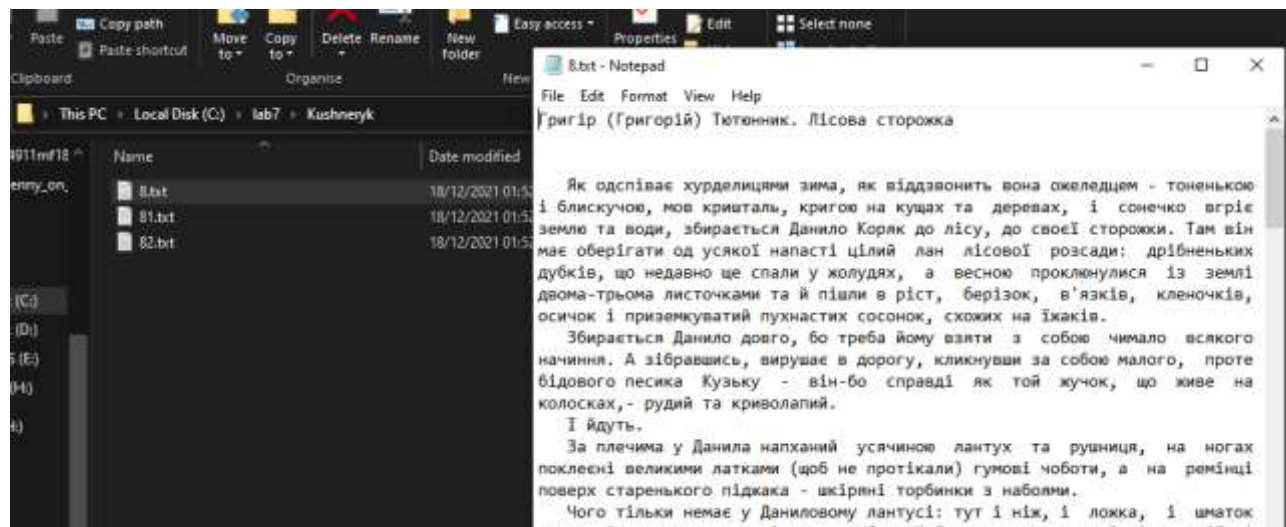 Copy path
Paste
Paste shortcut
Move to
Copy to
Delete
Rename
New folder
Easy access
Properties
Edit
Select none
Clipboard
Organise
New
This PC › Local Disk (C:) › lab7 › Kushneryk
Name
Date modified
8.txt
18/12/2021 01:52
81.txt
18/12/2021 01:52
82.txt
18/12/2021 01:52
(C:)
(D:)
(E:)
(H:)
8.txt - Notepad
File Edit Format View Help
Григір (Григорій) Тютюнник. Лісова сторожка
Як одспіває хурделицями зима, як віддзвонить вона ожеледцем - тоненькою
і блискучою, мов кришталь, кригою на кущах та деревах, і сонечко вгріє
землю та води, збирається Данило Коряк до лісу, до своєї сторожки. Там він
має оберігати од усякої напасті цілий лан лісової розсади: дрібненьких
дубків, що недавно ще спали у жолудях, а весною проклюнулися із землі
двома-трьома листочками та й пішли в ріст, берізок, в'язків, кленочків,
осичок і приземкуватий пухнастих сосонок, схожих на їжаків.
Збирається Данило довго, бо треба йому взяти з собою чимало всякого
начиння. А зібравшись, вирушає в дорогу, кликнувши за собою малого, проте
бідового песика Кузьку - він-бо справді як той жучок, що живе на
колосках,- рудий та криволапий.
І йдуть.
За плечима у Данила напханий усячиною лантух та рушниця, на ногах
поклеєні великими латками (щоб не протікали) гумові чоботи, а на ремінці
поверх старенького піджака - шкіряні торбинки з набоями.
Чого тільки немає у Даниловому лантусі: тут і ніж, і ложка, і шматок